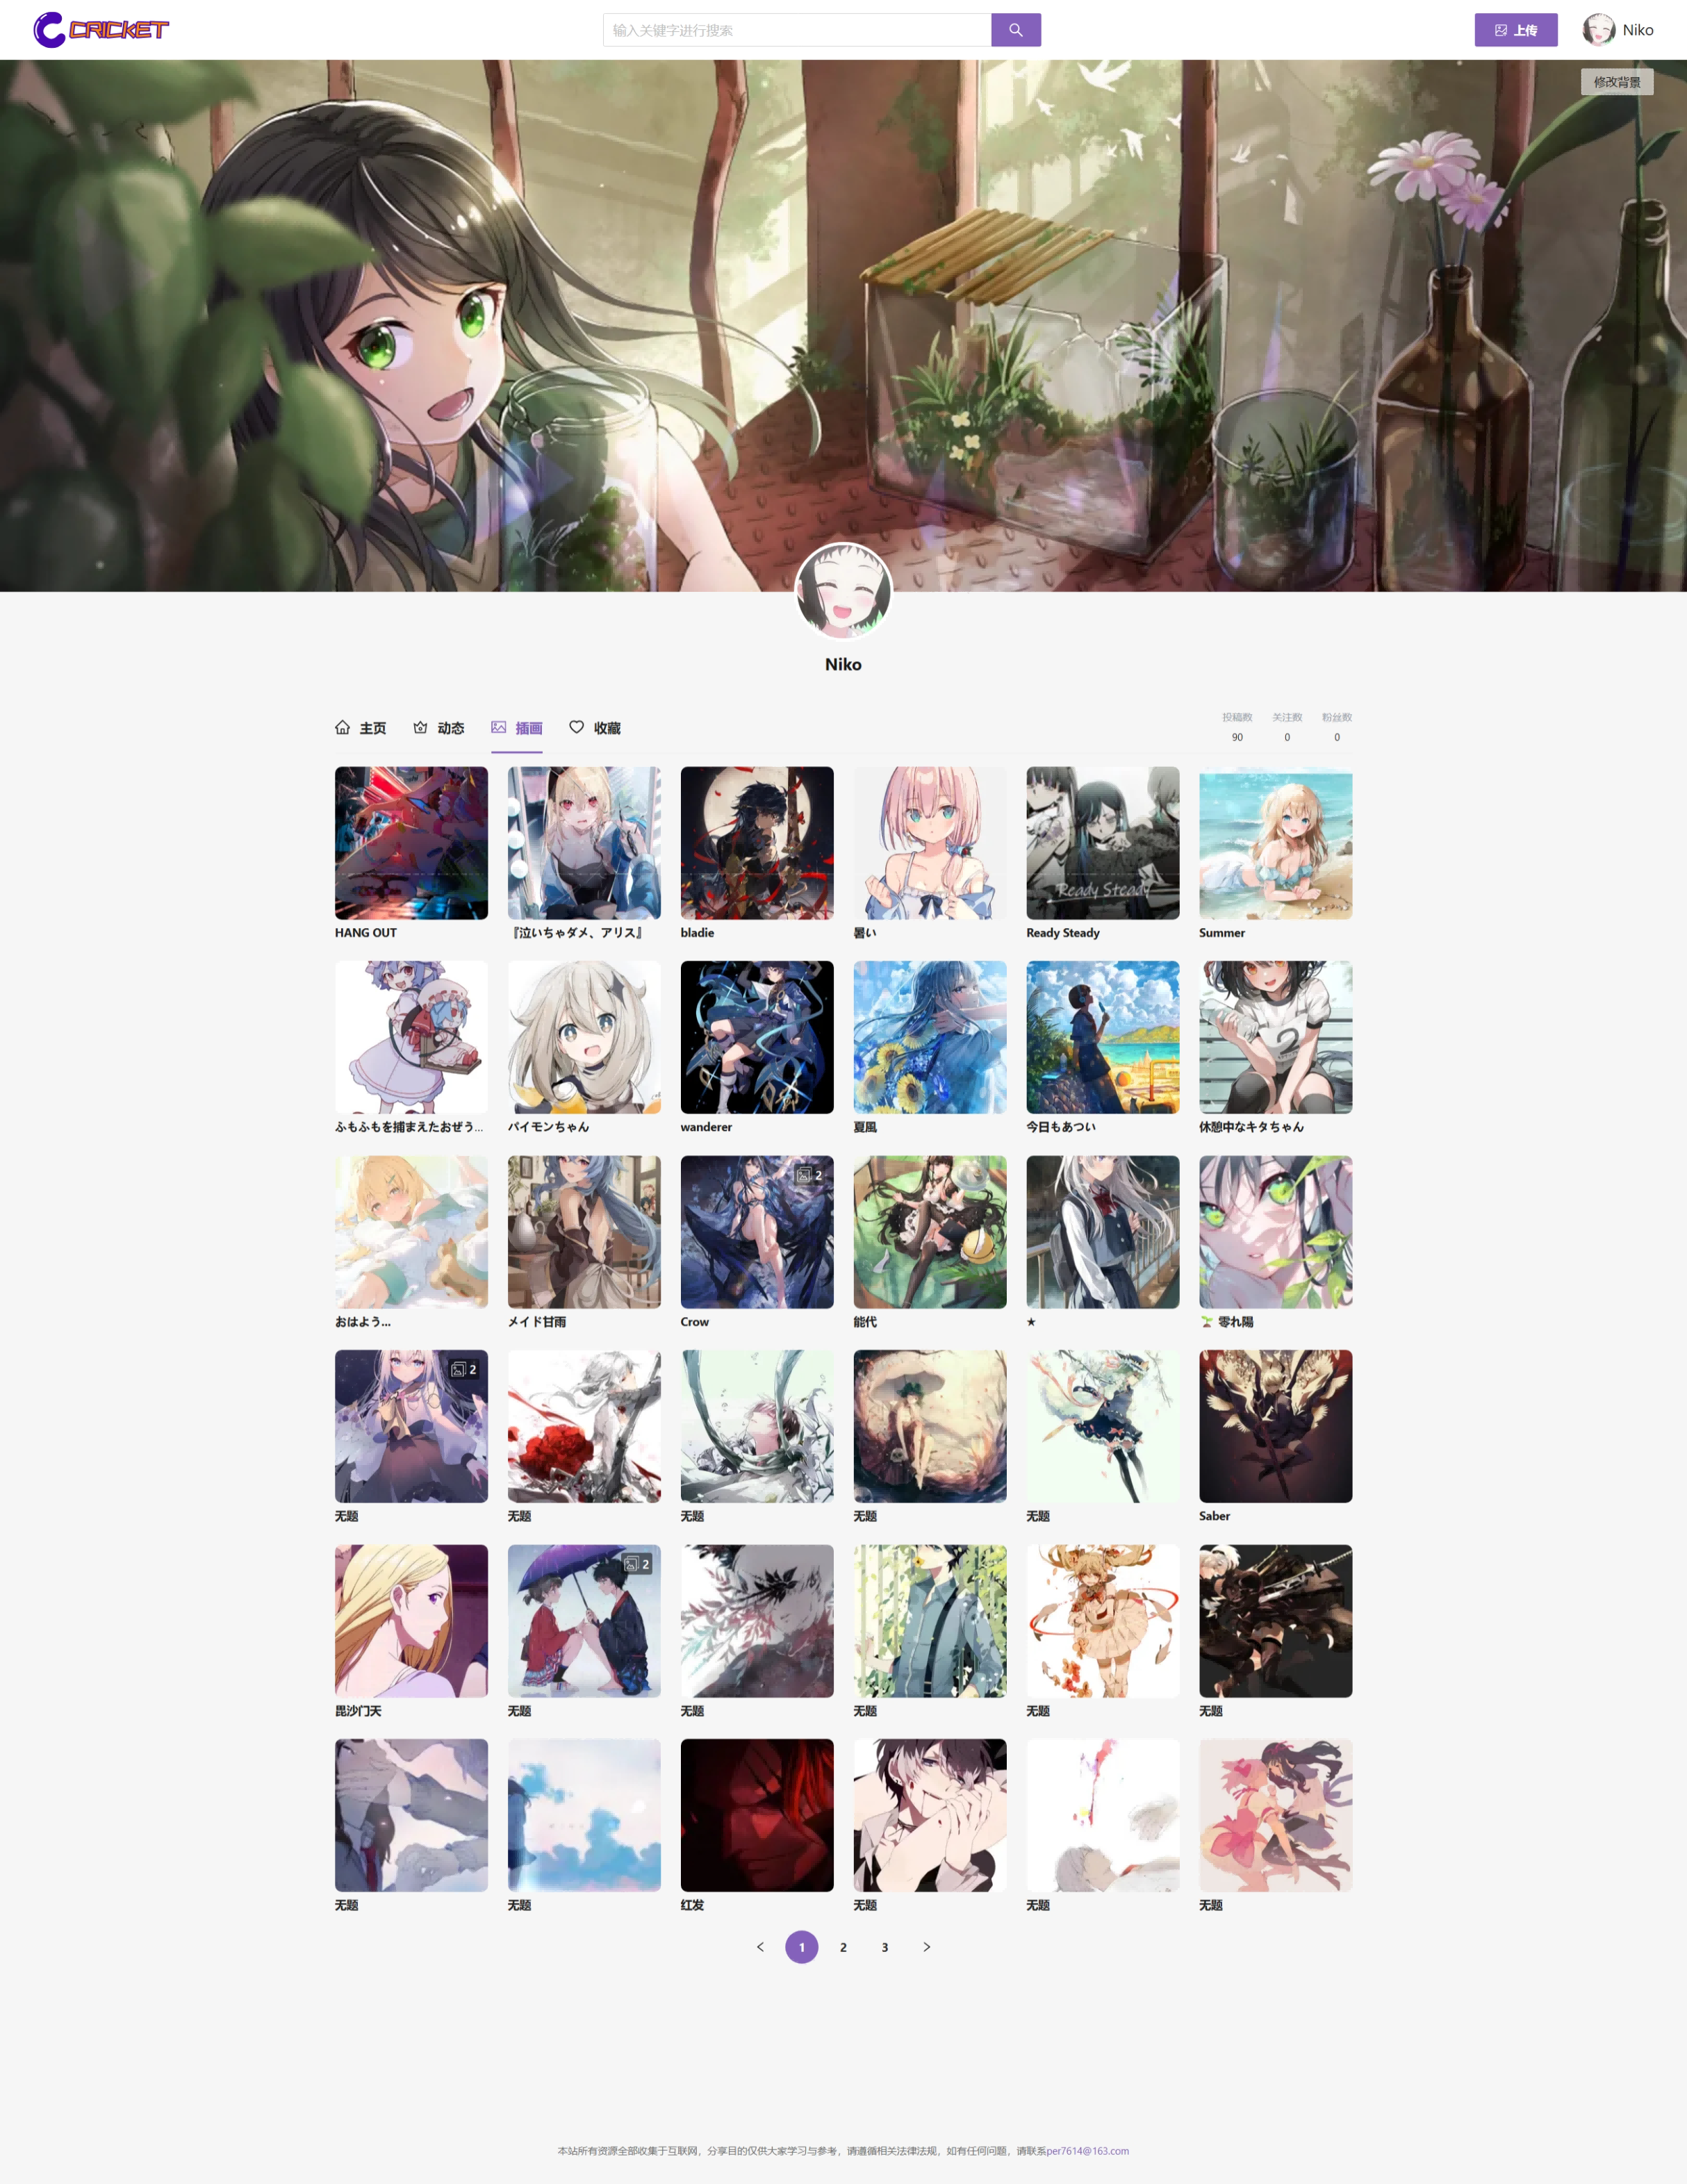 CRICKET
输入关键字进行搜索
上传
Niko
修改背景
Niko
主页
动态
插画
收藏
投稿数
关注数
粉丝数
90
0
0
Ready Steady
HANG OUT
『泣いちゃダメ、アリス』
bladie
暑い
Ready Steady
Summer
2
ふもふもを捕まえたおぜう...
パイモンちゃん
wanderer
夏風
今日もあつい
休憩中なキタちゃん
2
おはよう...
メイド甘雨
Crow
能代
★
🌱 零れ陽
2
无题
无题
无题
无题
无题
Saber
2
毘沙门天
无题
无题
无题
无题
无题
无题
无题
红发
无题
无题
无题
1
2
3
本站所有资源全部收集于互联网，分享目的仅供大家学习与参考，请遵循相关法律法规，如有任何问题，请联系per7614@163.com